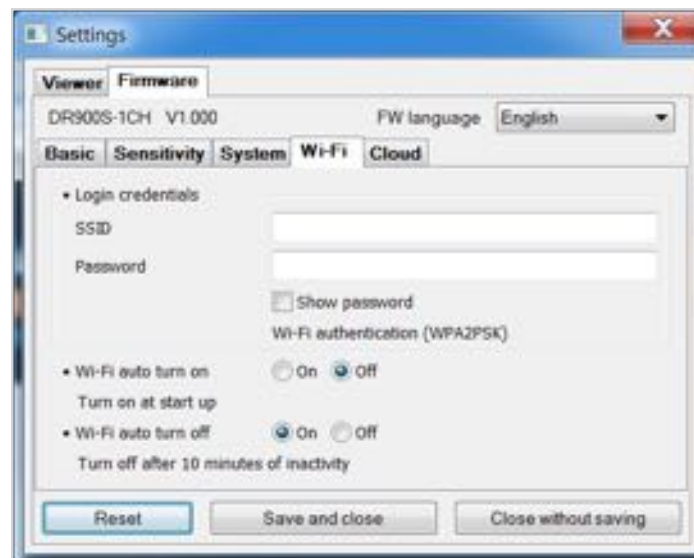 Settings
Viewer Firmware
DR900S-1CH V1.000 FW language English
Basic Sensitivity System Wi-Fi Cloud
• Login credentials
SSID
Password
Show password
Wi-Fi authentication (WPA2PSK)
• Wi-Fi auto turn on On Off
Turn on at start up
• Wi-Fi auto turn off On Off
Turn off after 10 minutes of inactivity
Reset Save and close Close without saving